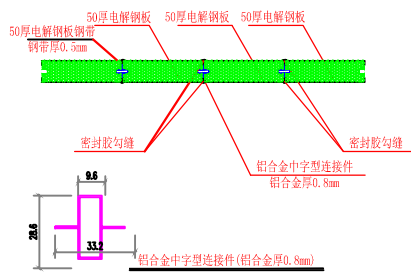 50厚电解钢板 50厚电解钢板 50厚电解钢板
50厚电解钢板钢带
钢带厚0.5mm
密封胶勾缝 密封胶勾缝
铝合金中字型连接件
铝合金厚0.8mm
9.6
28.6
33.2
铝合金中字型连接件(铝合金厚0.8mm)